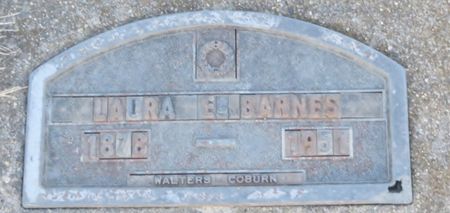 LAURA E. BARNES
1878 — 1951
WALTERS COBURN